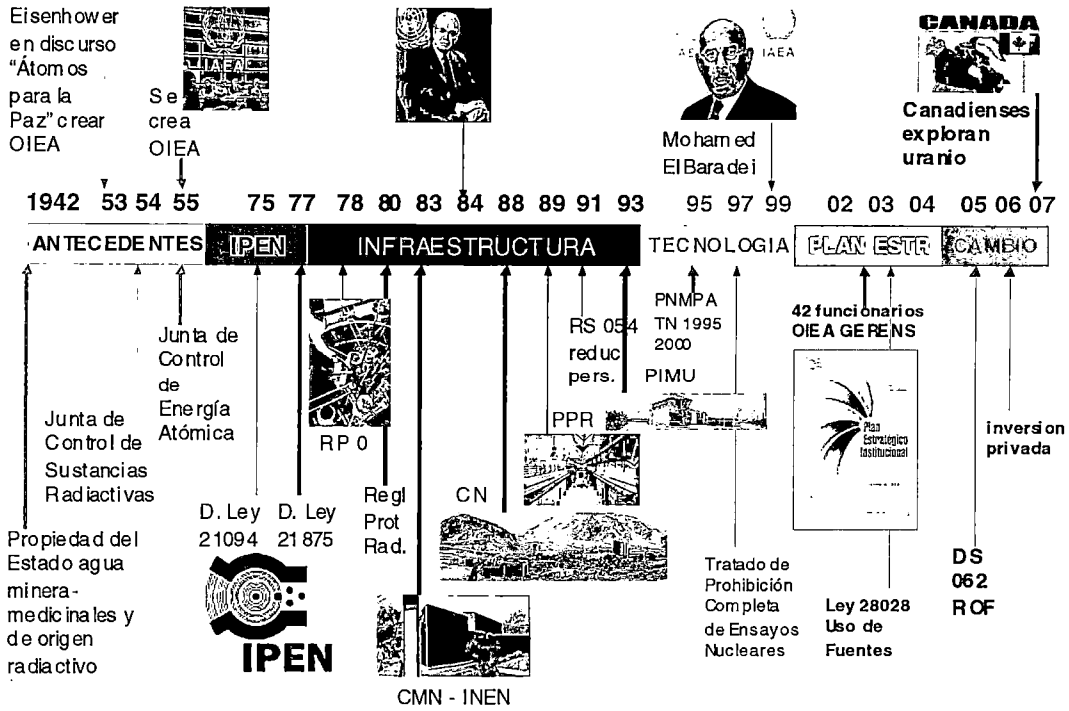 Eisenhower
en discurso
“Átomos
para la
Paz” crear
OIEA
Se
crea
OIEA
IAEA
IAEA
Mohamed
ElBaradei
CANADA
Canadienses
exploran
uranio
1942 53 54 55 75 77 78 80 83 84 88 89 91 93 95 97 99 02 03 04 05 06 07
ANTECEDENTES IPEN INFRAESTRUCTURA TECNOLOGIA PLAN ESTR CAMBIO
Propiedad del
Estado agua
minera-
medicinales y
de origen
radiactivo
Junta de
Control de
Sustancias
Radiactivas
Junta de
Control
de
Energía
Atómica
D. Ley
21094
D. Ley
21875
IPEN
RP 0
Regl
Prot
Rad.
CMN - INEN
CN
PPR
RS 054
reduc
pers.
PNMPA
TN 1995
2000
PIMU
Tratado de
Prohibición
Completa
de Ensayos
Nucleares
42 funcionarios
OIEA GERENS
Plan
Estratégico
Institucional
Ley 28028
Uso de
Fuentes
DS
062
ROF
inversion
privada